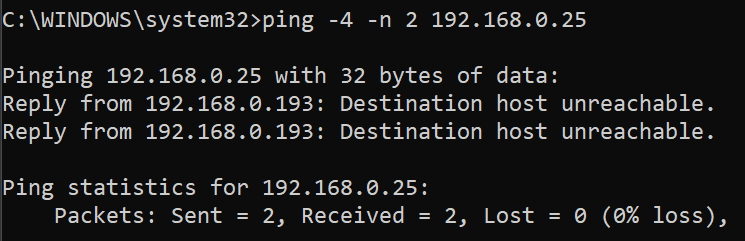 C:\WINDOWS\system32>ping -4 -n 2 192.168.0.25
Pinging 192.168.0.25 with 32 bytes of data:
Reply from 192.168.0.193: Destination host unreachable.
Reply from 192.168.0.193: Destination host unreachable.
Ping statistics for 192.168.0.25:
    Packets: Sent = 2, Received = 2, Lost = 0 (0% loss),